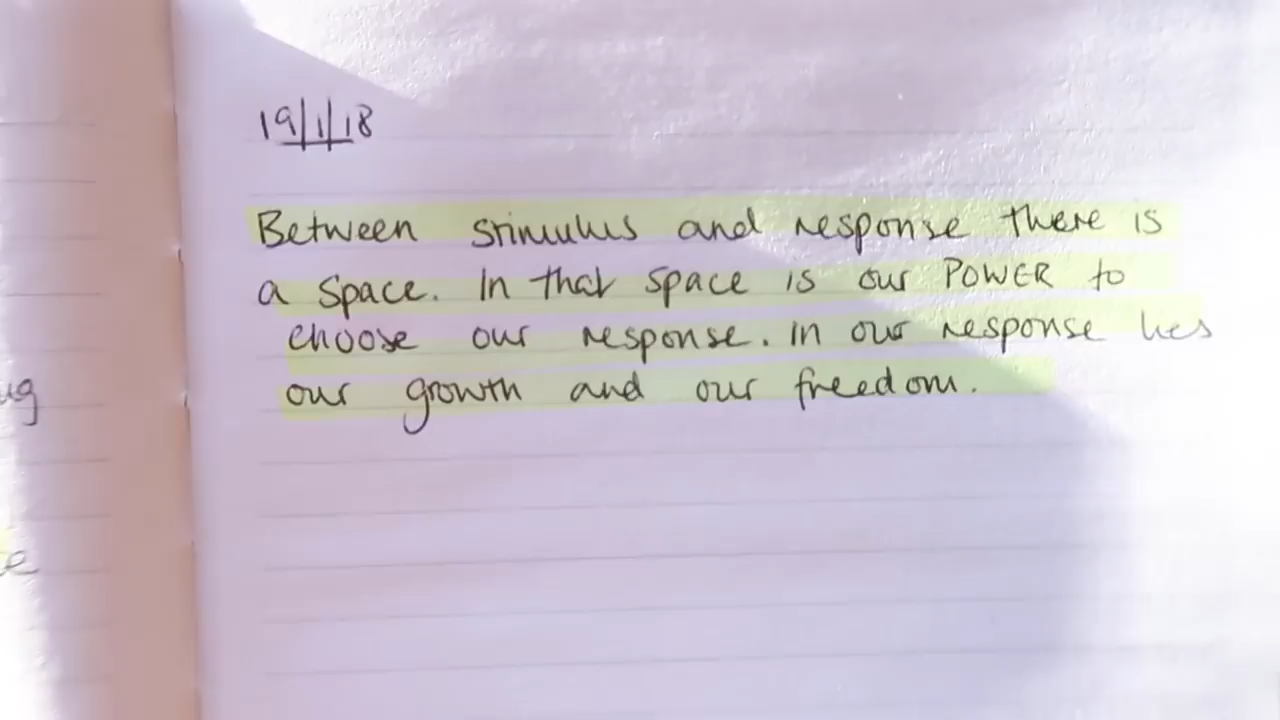 19/1/18
Between stimulus and response there is
a space. In that space is our POWER to
choose our response. In our response lies
our growth and our freedom.